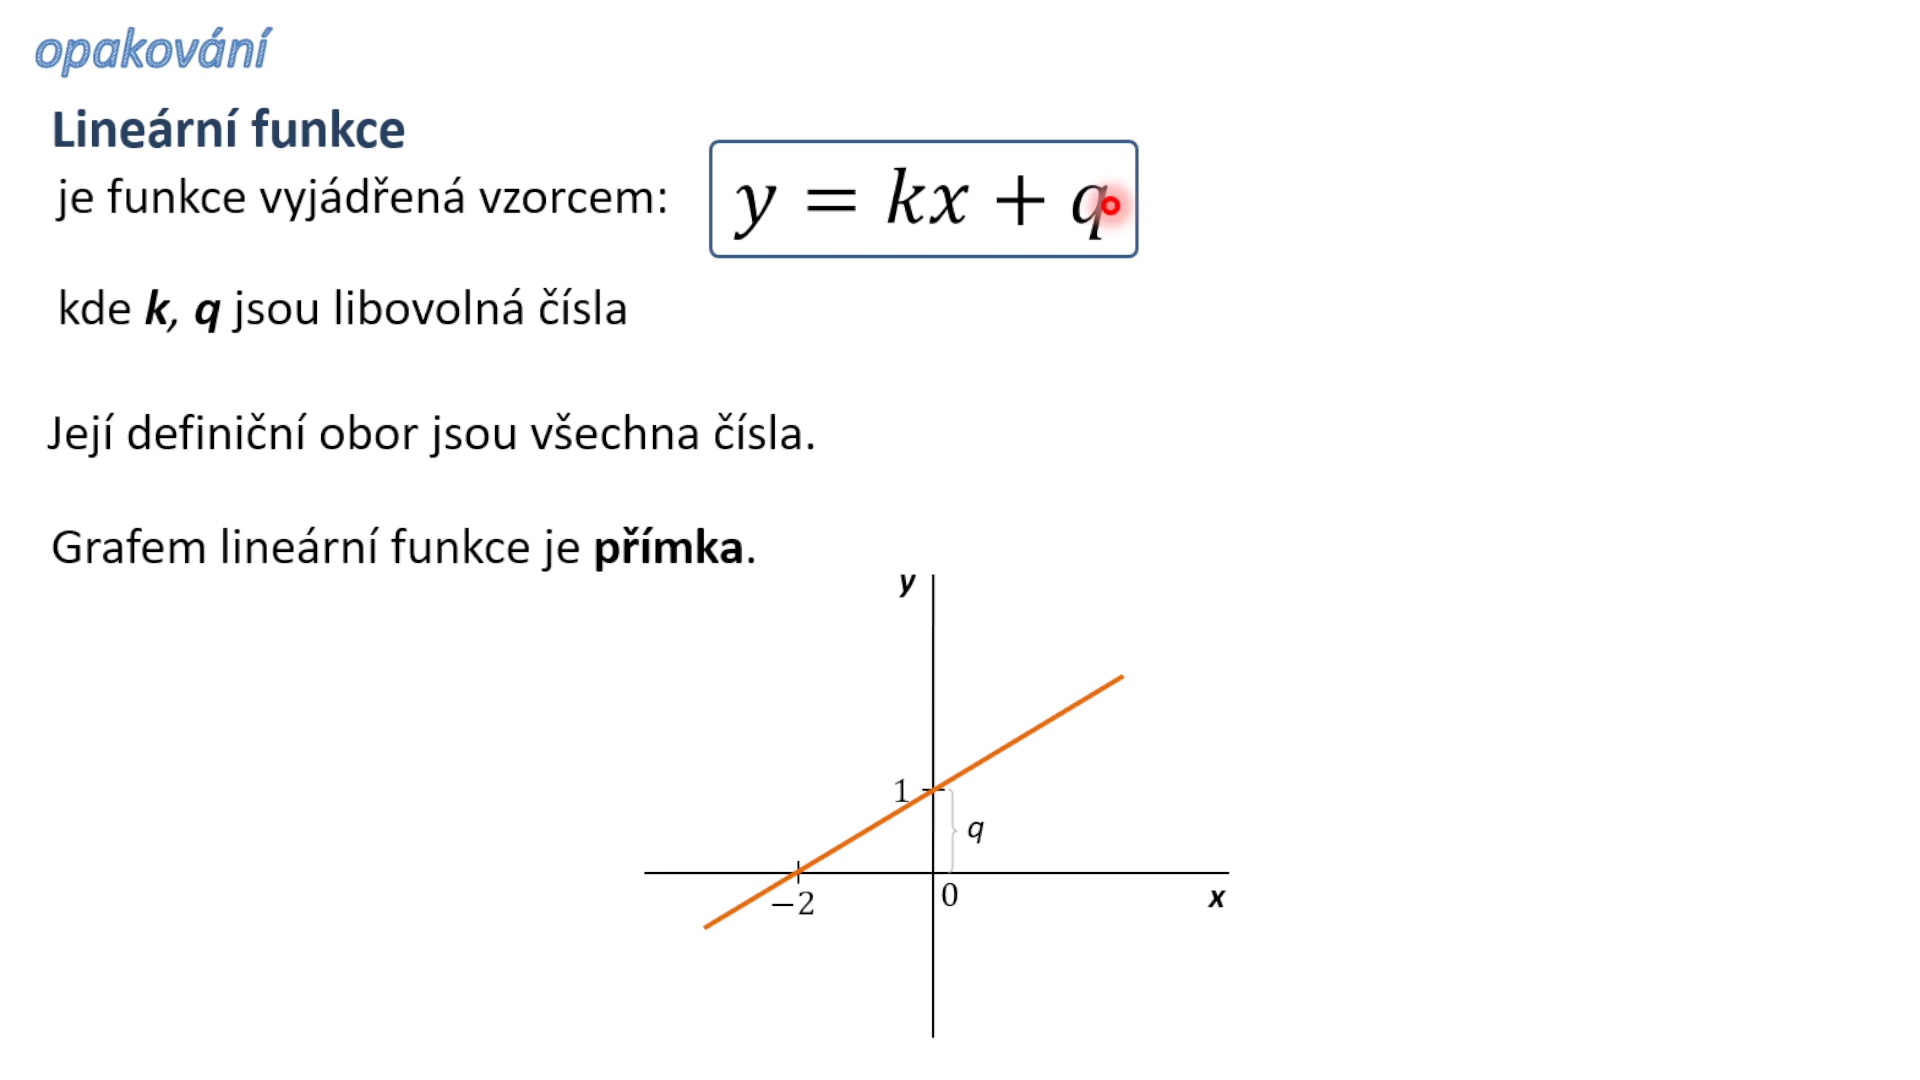 opakování
Lineární funkce
je funkce vyjádřená vzorcem:
y = kx + q
kde k, q jsou libovolná čísla
Její definiční obor jsou všechna čísla.
Grafem lineární funkce je přímka.
y
1
q
−2
0
x